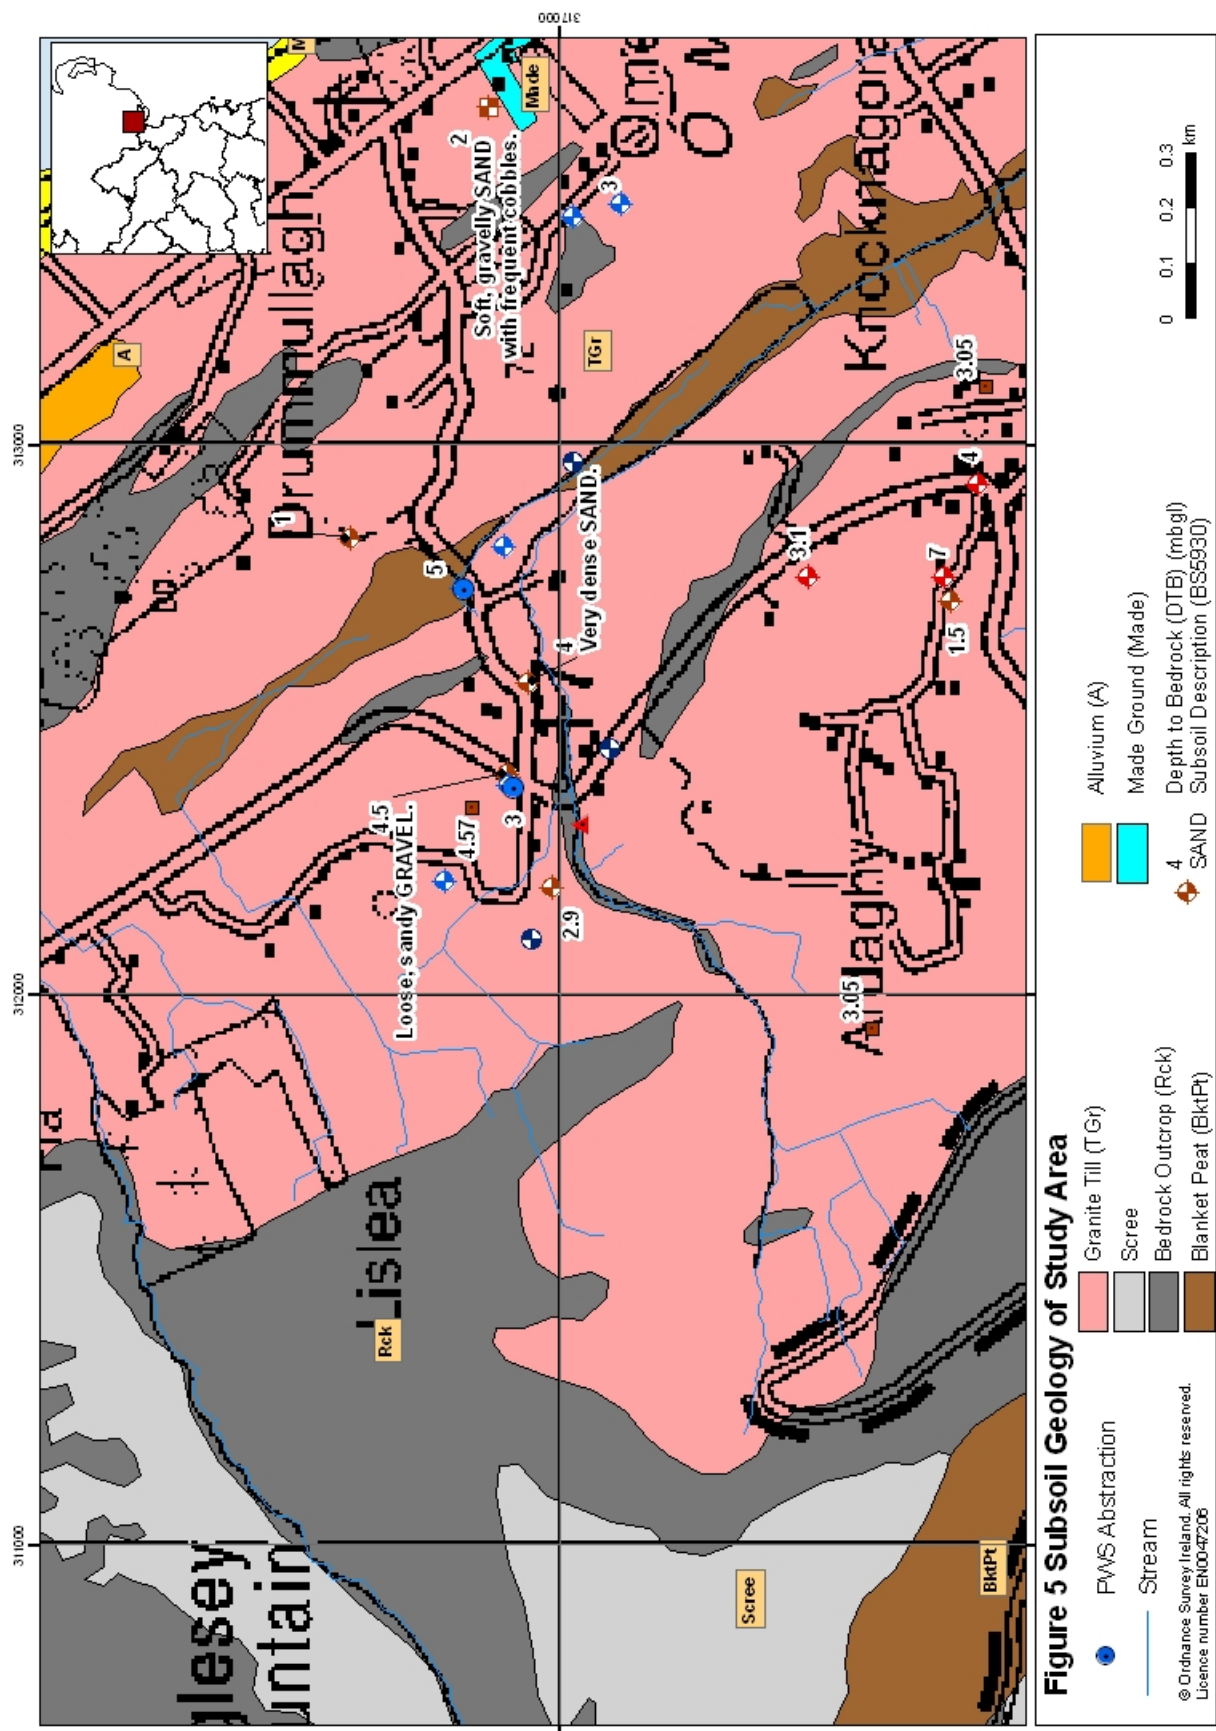 311000
312000
313000
317000
glesey
untain
Lislea
Rck
Scree
BktPt
Drummullagh
A
1
2
Soft, gravelly SAND
with frequent cobbles.
Made
M
5
4.5
Loose, sandy GRAVEL.
4.57
3
2.9
4
Very dense SAND.
TGr
3
3.1
7
1.5
4
3.05
3.05
Ardaghy
Knocknagor
Figure 5 Subsoil Geology of Study Area
PWS Abstraction
Stream
© Ordnance Survey Ireland. All rights reserved.
Licence number EN0047206
Granite Till (TGr)
Scree
Bedrock Outcrop (Rck)
Blanket Peat (BktPt)
Alluvium (A)
Made Ground (Made)
4
SAND
Depth to Bedrock (DTB) (mbgl)
Subsoil Description (BS5930)
0
0.1
0.2
0.3
km